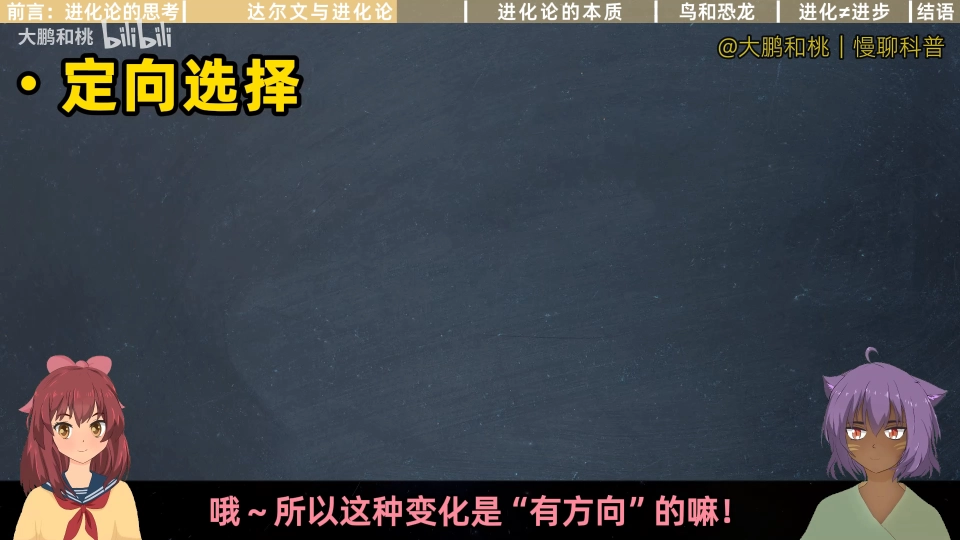 前言：进化论的思考|达尔文与进化论|进化论的本质|鸟和恐龙|进化≠进步|结语
大鹏和桃 bilibili
@大鹏和桃｜慢聊科普
• 定向选择
哦～所以这种变化是“有方向”的嘛！